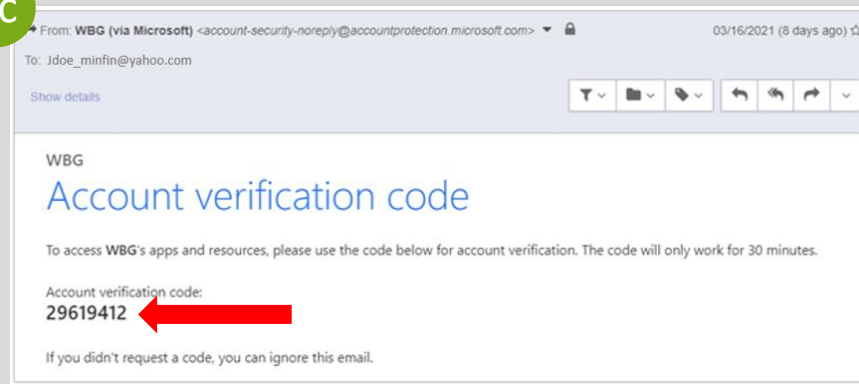 C
From: WBG (via Microsoft) <account-security-noreply@accountprotection.microsoft.com>
03/16/2021 (8 days ago)
To: Jdoe_minfin@yahoo.com
Show details
WBG
Account verification code
To access WBG's apps and resources, please use the code below for account verification. The code will only work for 30 minutes.
Account verification code:
29619412
If you didn't request a code, you can ignore this email.